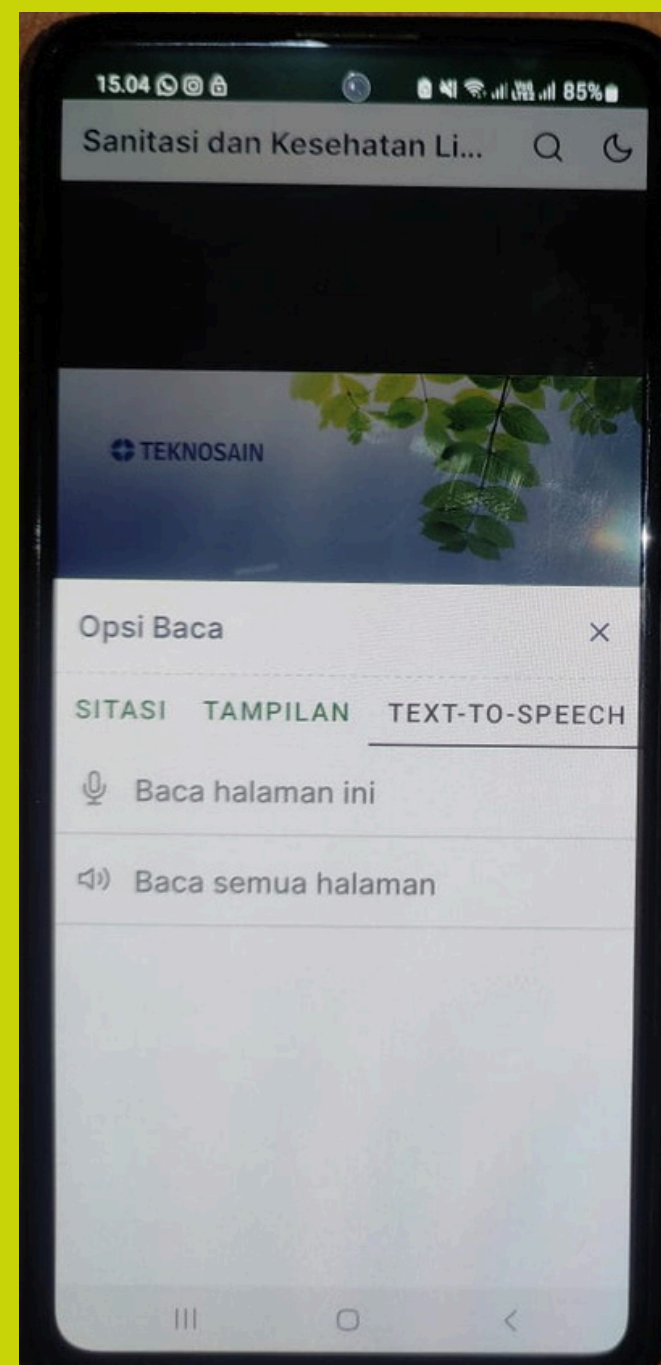 15.04
85%
Sanitasi dan Kesehatan Li...
TEKNOSAIN
Opsi Baca
SITASI TAMPILAN TEXT-TO-SPEECH
Baca halaman ini
Baca semua halaman